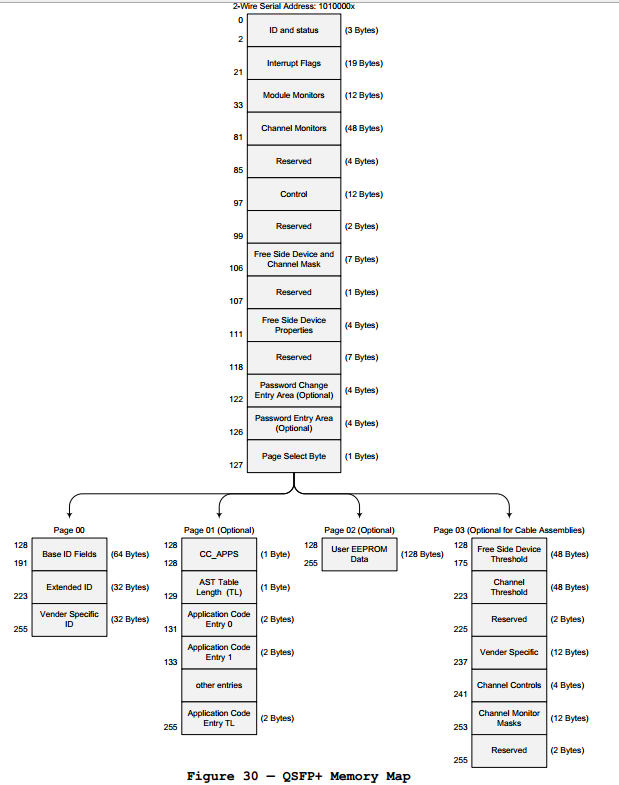 2-Wire Serial Address: 1010000x
0
ID and status (3 Bytes)
2
Interrupt Flags (19 Bytes)
21
Module Monitors (12 Bytes)
33
Channel Monitors (48 Bytes)
81
Reserved (4 Bytes)
85
Control (12 Bytes)
97
Reserved (2 Bytes)
99
Free Side Device and
Channel Mask (7 Bytes)
106
Reserved (1 Bytes)
107
Free Side Device
Properties (4 Bytes)
111
Reserved (7 Bytes)
118
Password Change
Entry Area (Optional) (4 Bytes)
122
Password Entry Area
(Optional) (4 Bytes)
126
Page Select Byte (1 Bytes)
127
Page 00
128
Base ID Fields (64 Bytes)
191
Extended ID (32 Bytes)
223
Vender Specific
ID (32 Bytes)
255
Page 01 (Optional)
128
CC_APPS (1 Byte)
128
AST Table
Length (TL) (1 Byte)
129
Application Code
Entry 0 (2 Bytes)
131
Application Code
Entry 1 (2 Bytes)
133
other entries
Application Code
Entry TL (2 Bytes)
255
Page 02 (Optional)
128
User EEPROM
Data (128 Bytes)
255
Page 03 (Optional for Cable Assemblies)
128
Free Side Device
Threshold (48 Bytes)
175
Channel
Threshold (48 Bytes)
223
Reserved (2 Bytes)
225
Vender Specific (12 Bytes)
237
Channel Controls (4 Bytes)
241
Channel Monitor
Masks (12 Bytes)
253
Reserved (2 Bytes)
255
Figure 30 — QSFP+ Memory Map